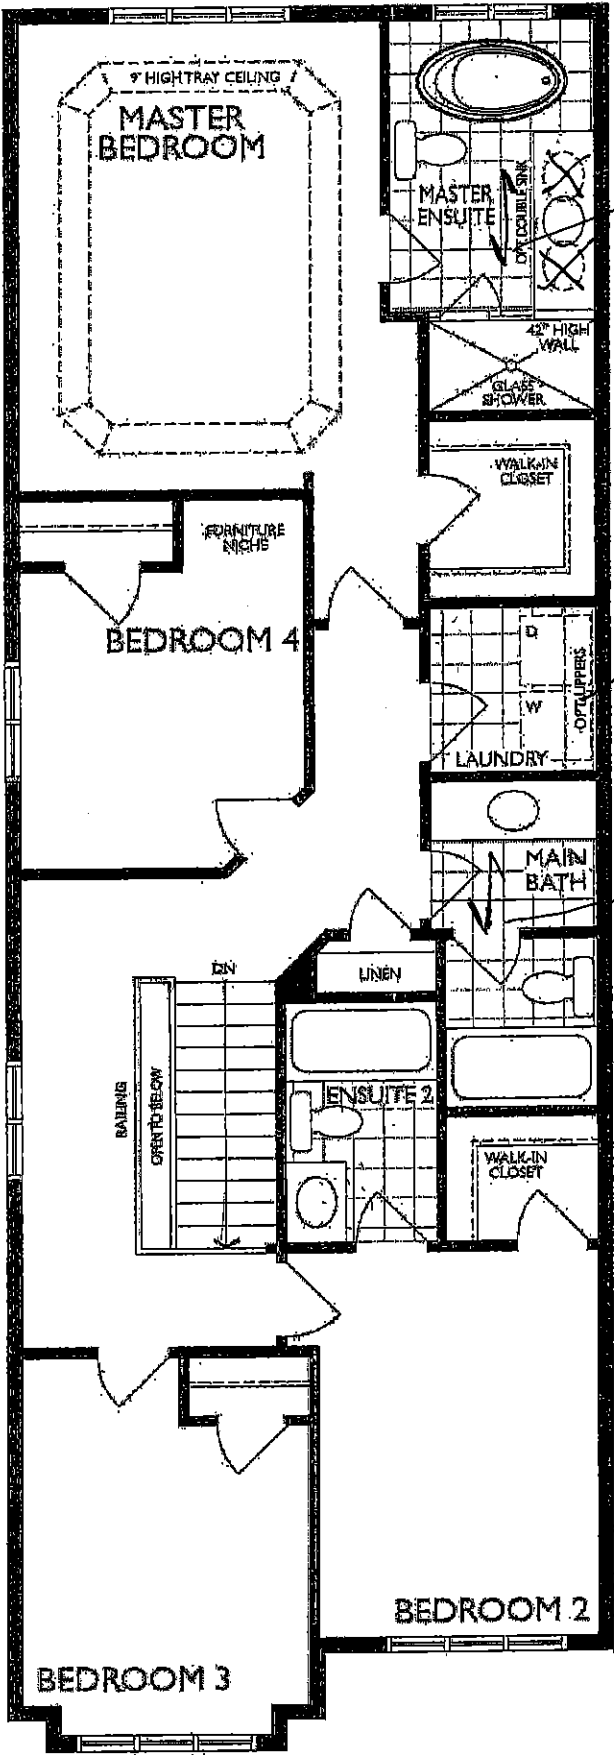 9' HIGH TRAY CEILING
MASTER
BEDROOM
MASTER
ENSUITE
OPT. DOUBLE SINK
42" HIGH
WALL
GLASS
SHOWER
WALK-IN
CLOSET
FURNITURE
NICHE
BEDROOM 4
D
W
OPT. UPPERS
LAUNDRY
MAIN
BATH
LINEN
DN
RAILING
OPEN TO BELOW
ENSUITE 2
WALK-IN
CLOSET
BEDROOM 2
BEDROOM 3